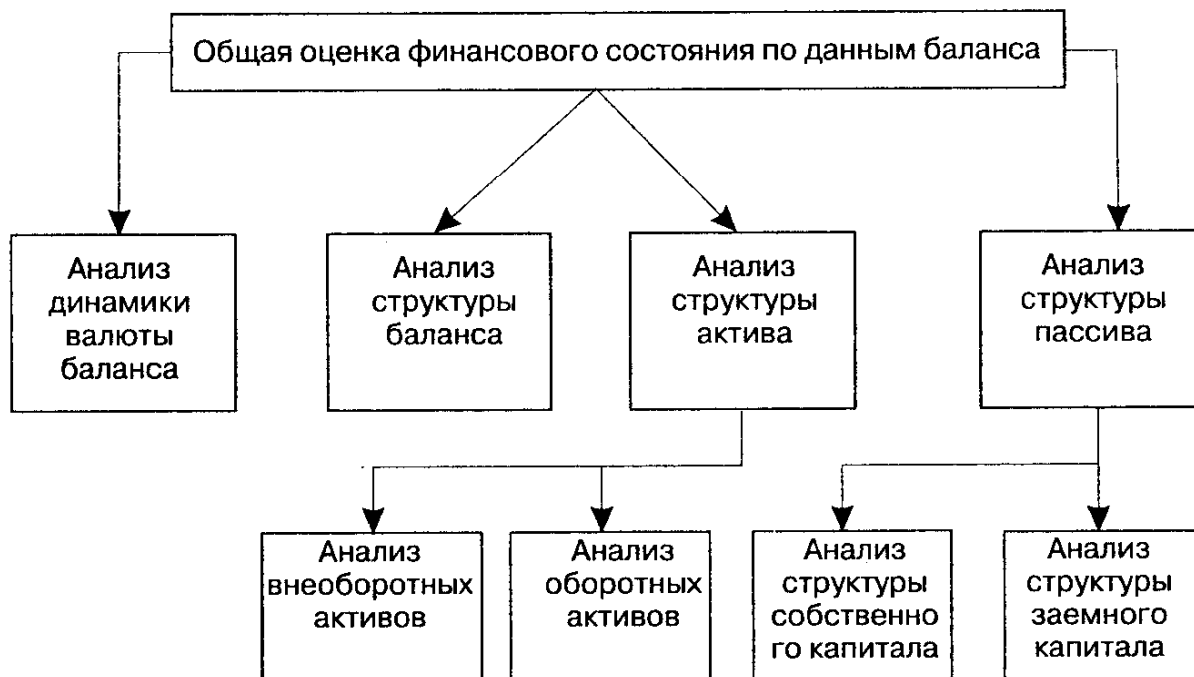 Общая оценка финансового состояния по данным баланса
Анализ
динамики
валюты
баланса
Анализ
структуры
баланса
Анализ
структуры
актива
Анализ
структуры
пассива
Анализ
внеоборотных
активов
Анализ
оборотных
активов
Анализ
структуры
собственно
го капитала
Анализ
структуры
заемного
капитала